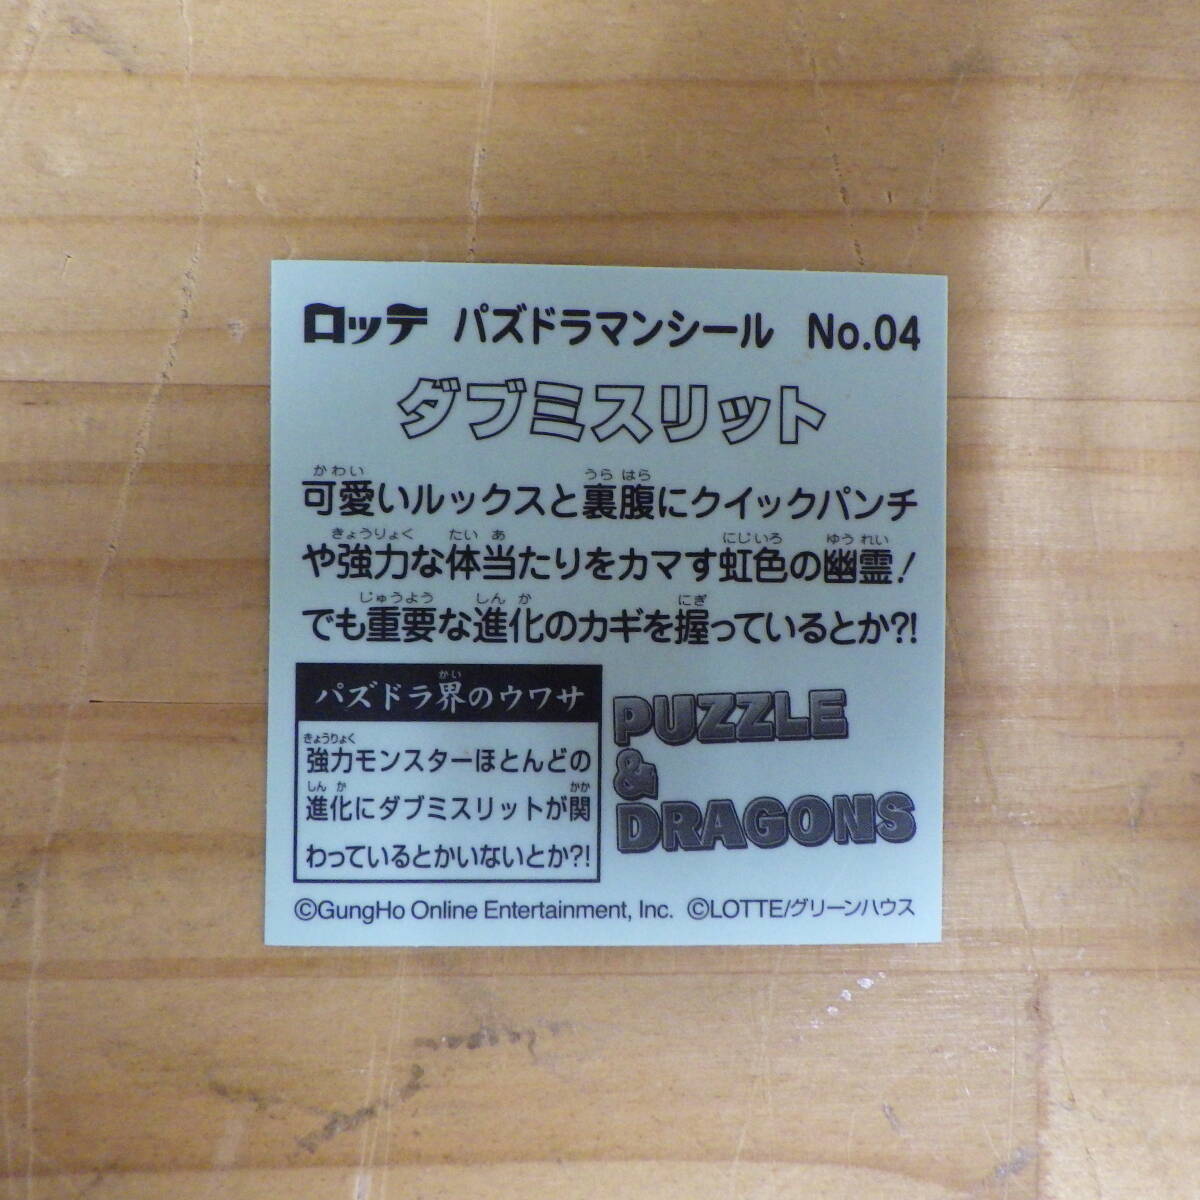 ロッテ パズドラマンシール No.04
ダブミスリット
かわい うら はら
可愛いルックスと裏腹にクイックパンチ
きょうりょく たい あ にじいろ ゆう れい
や強力な体当たりをカマす虹色の幽霊!
じゅうよう しん か にぎ
でも重要な進化のカギを握っているとか?!
かい
パズドラ界のウワサ
きょうりょく
強力モンスターほとんどの
しん か かか
進化にダブミスリットが関
わっているとかいないとか?!
PUZZLE
&
DRAGONS
©GungHo Online Entertainment, Inc. ©LOTTE/グリーンハウス